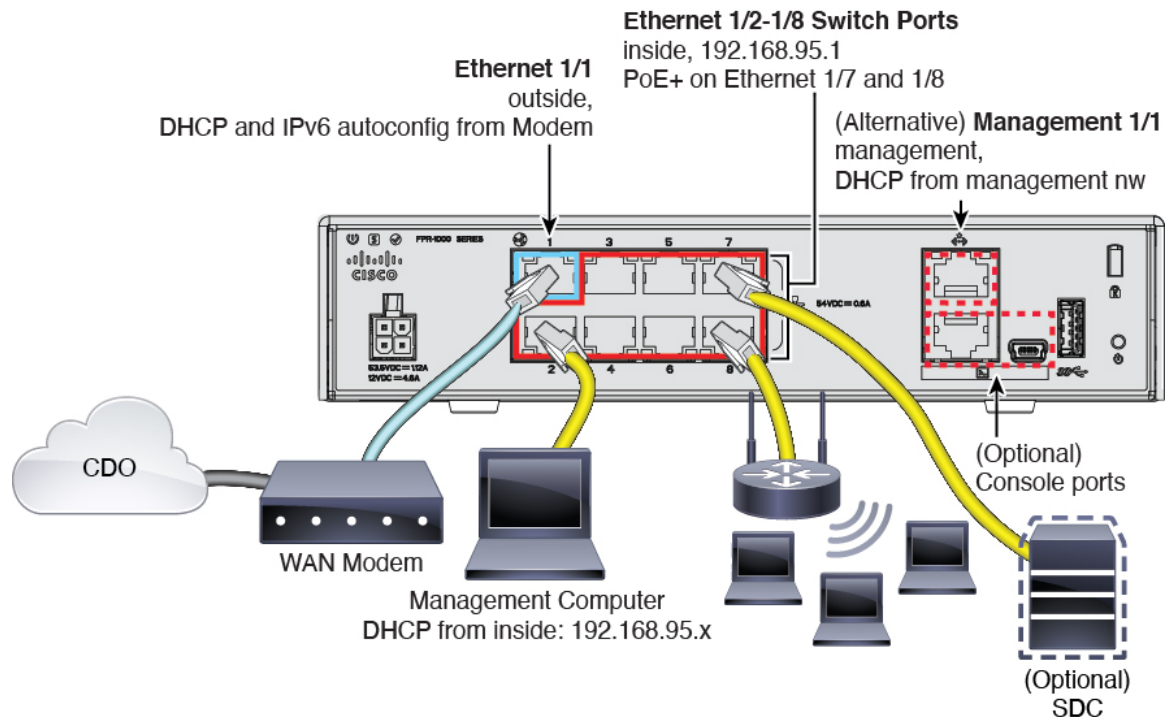 Ethernet 1/2-1/8 Switch Ports
inside, 192.168.95.1
PoE+ on Ethernet 1/7 and 1/8
Ethernet 1/1
outside,
DHCP and IPv6 autoconfig from Modem
(Alternative) Management 1/1
management,
DHCP from management nw
FPR-1000 SERIES
1 3 5 7
CISCO
54V⎓0.6A
53.5VDC⎓1.12A
12VDC⎓4.6A
2 4 6 8
CDO
WAN Modem
(Optional)
Console ports
Management Computer
DHCP from inside: 192.168.95.x
(Optional)
SDC